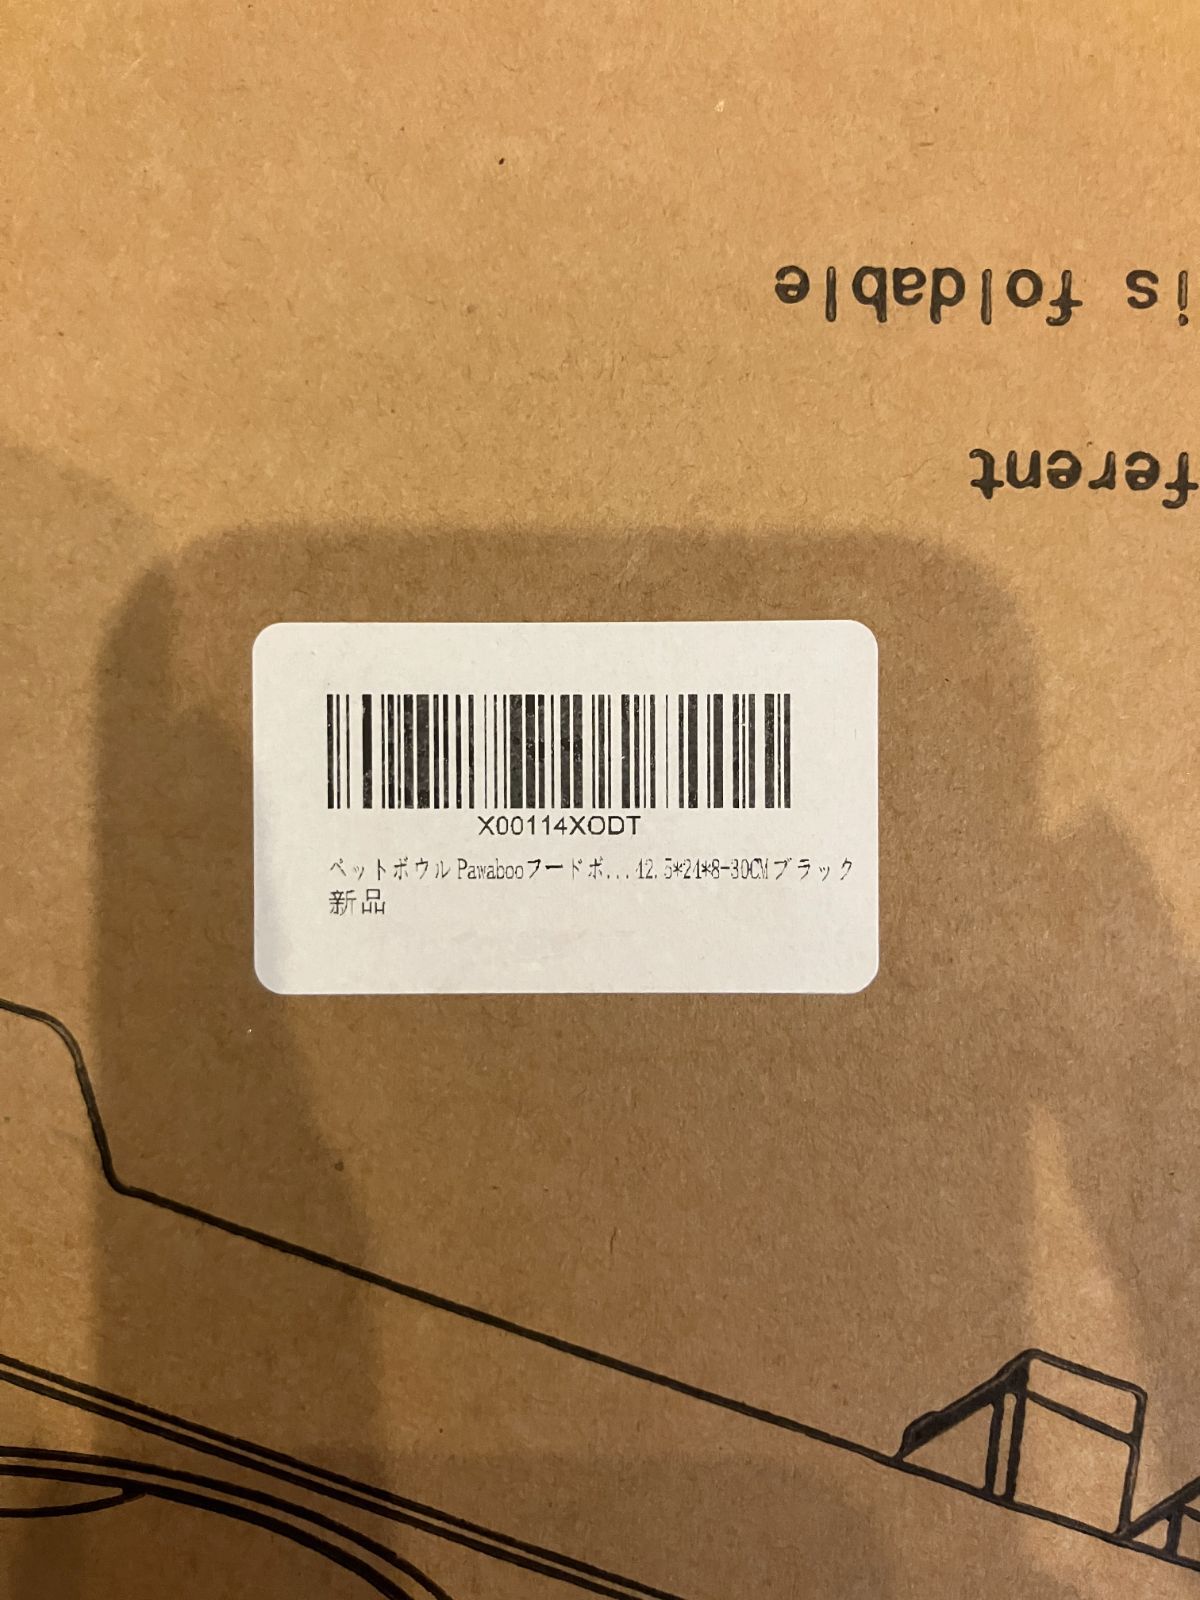 is foldable
ferent
X00114XODT
ペットボウル Pawabooフードボ...42.5*24*8-30CMブラック
新品